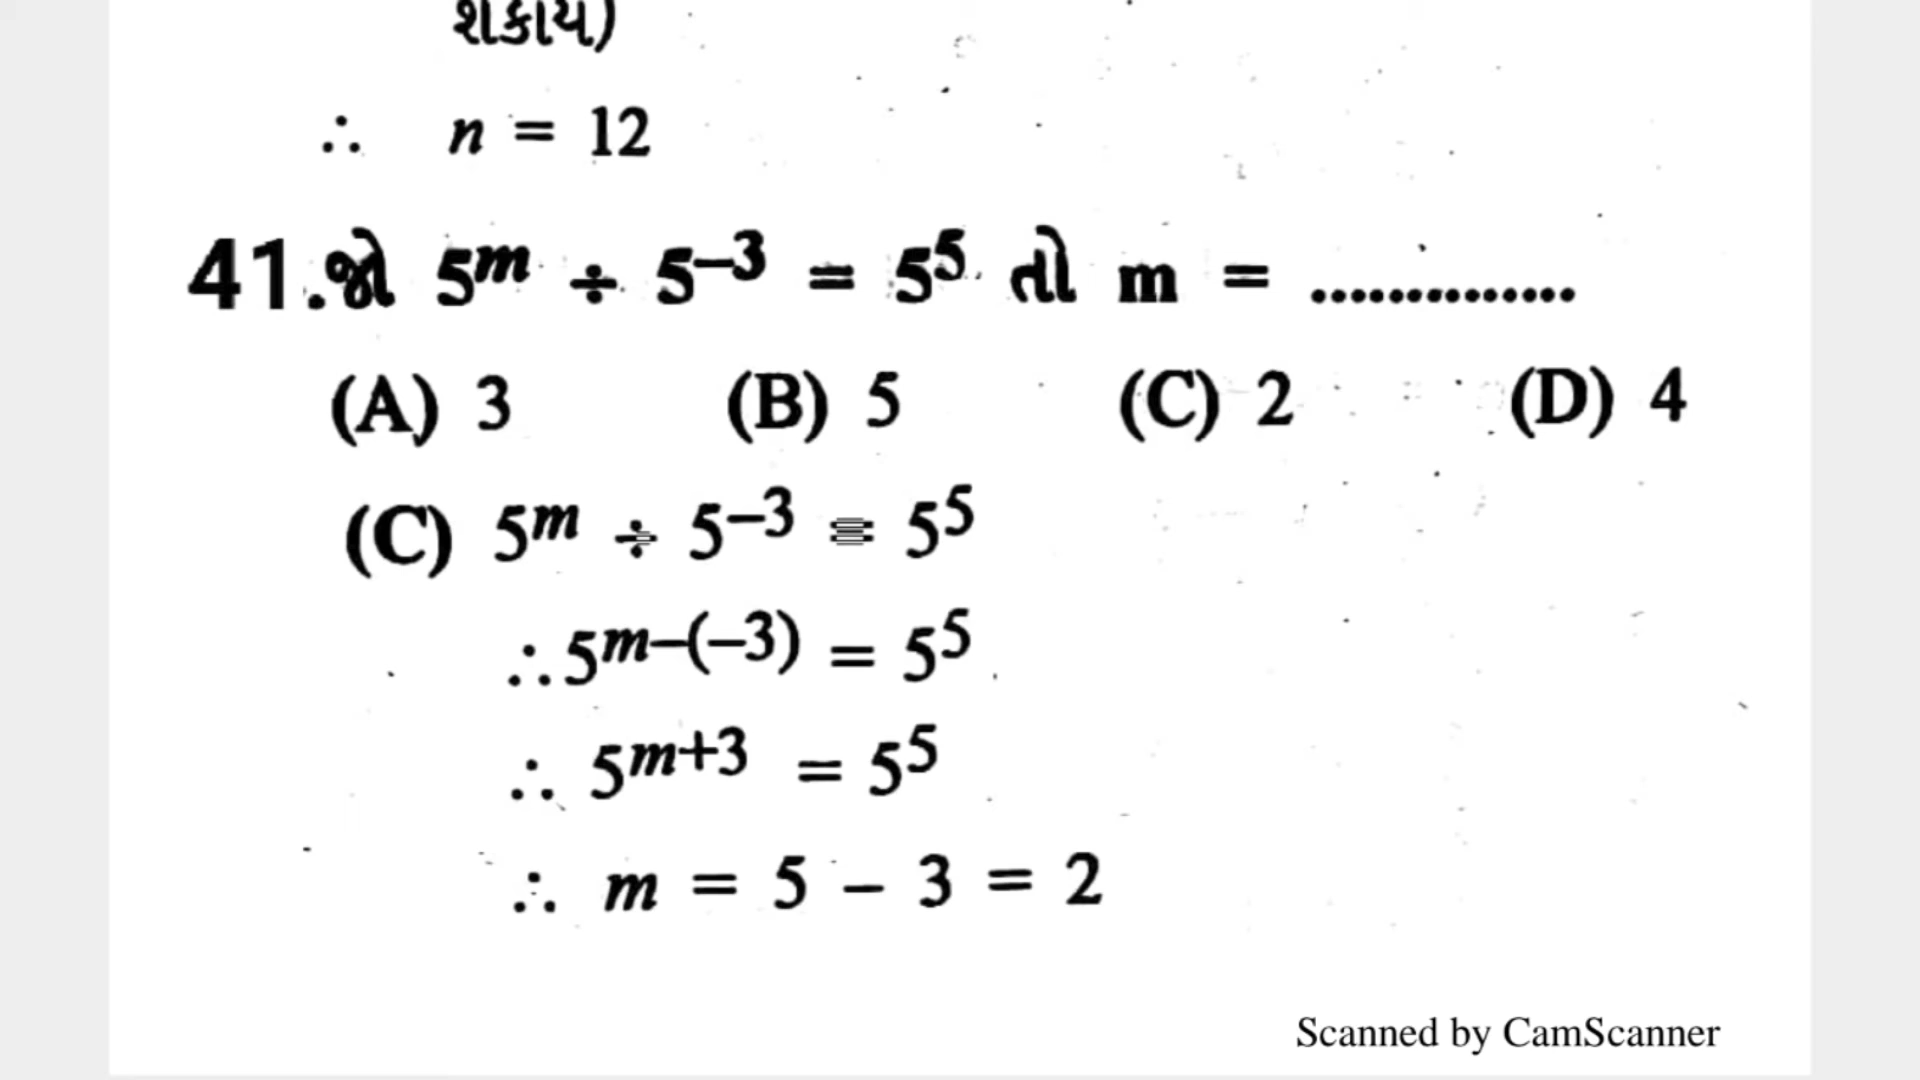 શકાય)
∴ n = 12
41.જો 5^m ÷ 5^–3 = 5^5 તો m = ..............
(A) 3 (B) 5 (C) 2 (D) 4
(C) 5^m ÷ 5^–3 = 5^5
∴ 5^m–(–3) = 5^5
∴ 5^m+3 = 5^5
∴ m = 5 – 3 = 2
Scanned by CamScanner